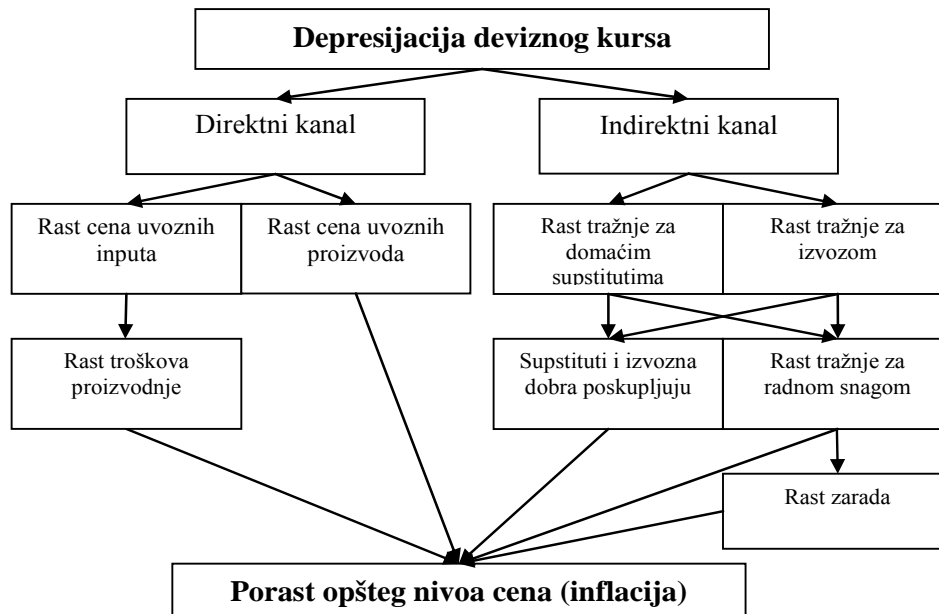 Depresijacija deviznog kursa
Direktni kanal
Indirektni kanal
Rast cena uvoznih
inputa
Rast cena uvoznih
proizvoda
Rast tražnje za
domaćim
supstitutima
Rast tražnje za
izvozom
Rast troškova
proizvodnje
Supstituti i izvozna
dobra poskupljuju
Rast tražnje za
radnom snagom
Rast zarada
Porast opšteg nivoa cena (inflacija)